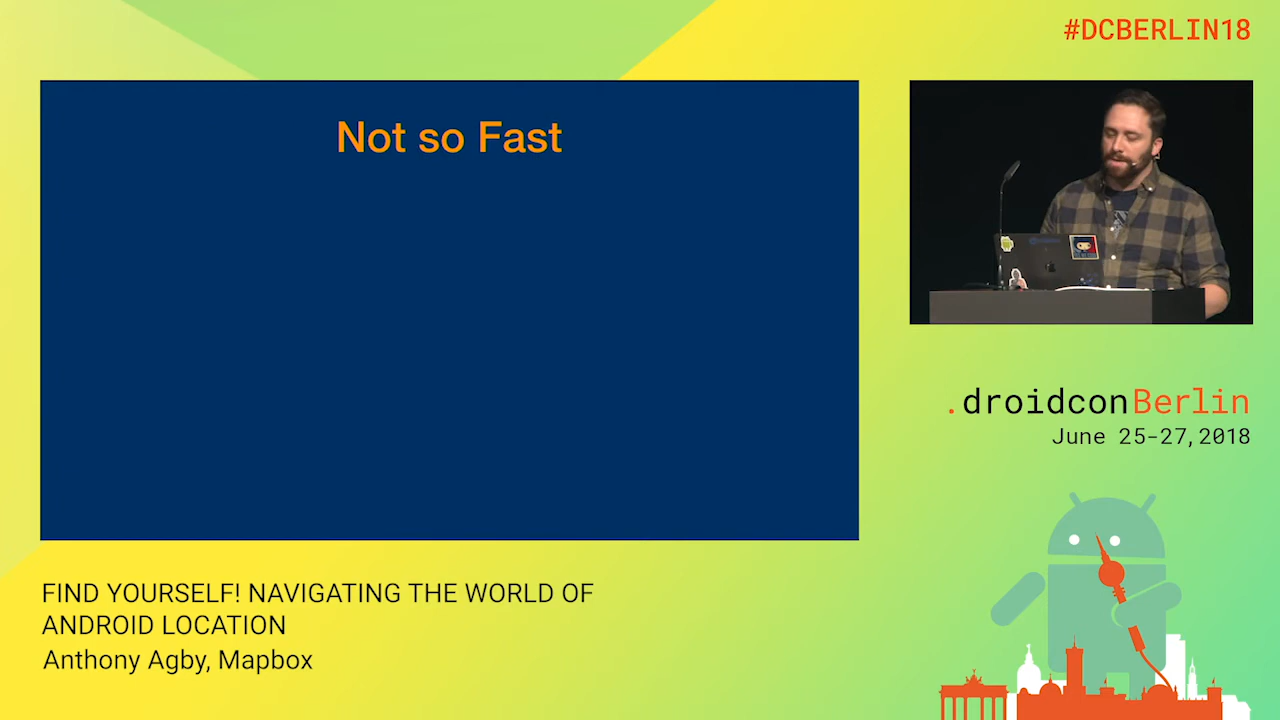 #DCBERLIN18
Not so Fast
.droidconBerlin
June 25-27, 2018
FIND YOURSELF! NAVIGATING THE WORLD OF
ANDROID LOCATION
Anthony Agby, Mapbox